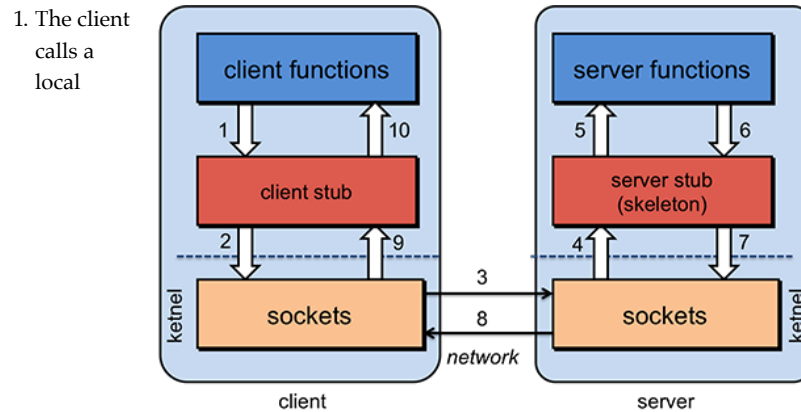 1. The client
calls a
local
client functions
server functions
1
10
5
6
client stub
server stub
(skeleton)
2
9
4
7
3
ketnel
sockets
sockets
ketnel
8
network
client
server